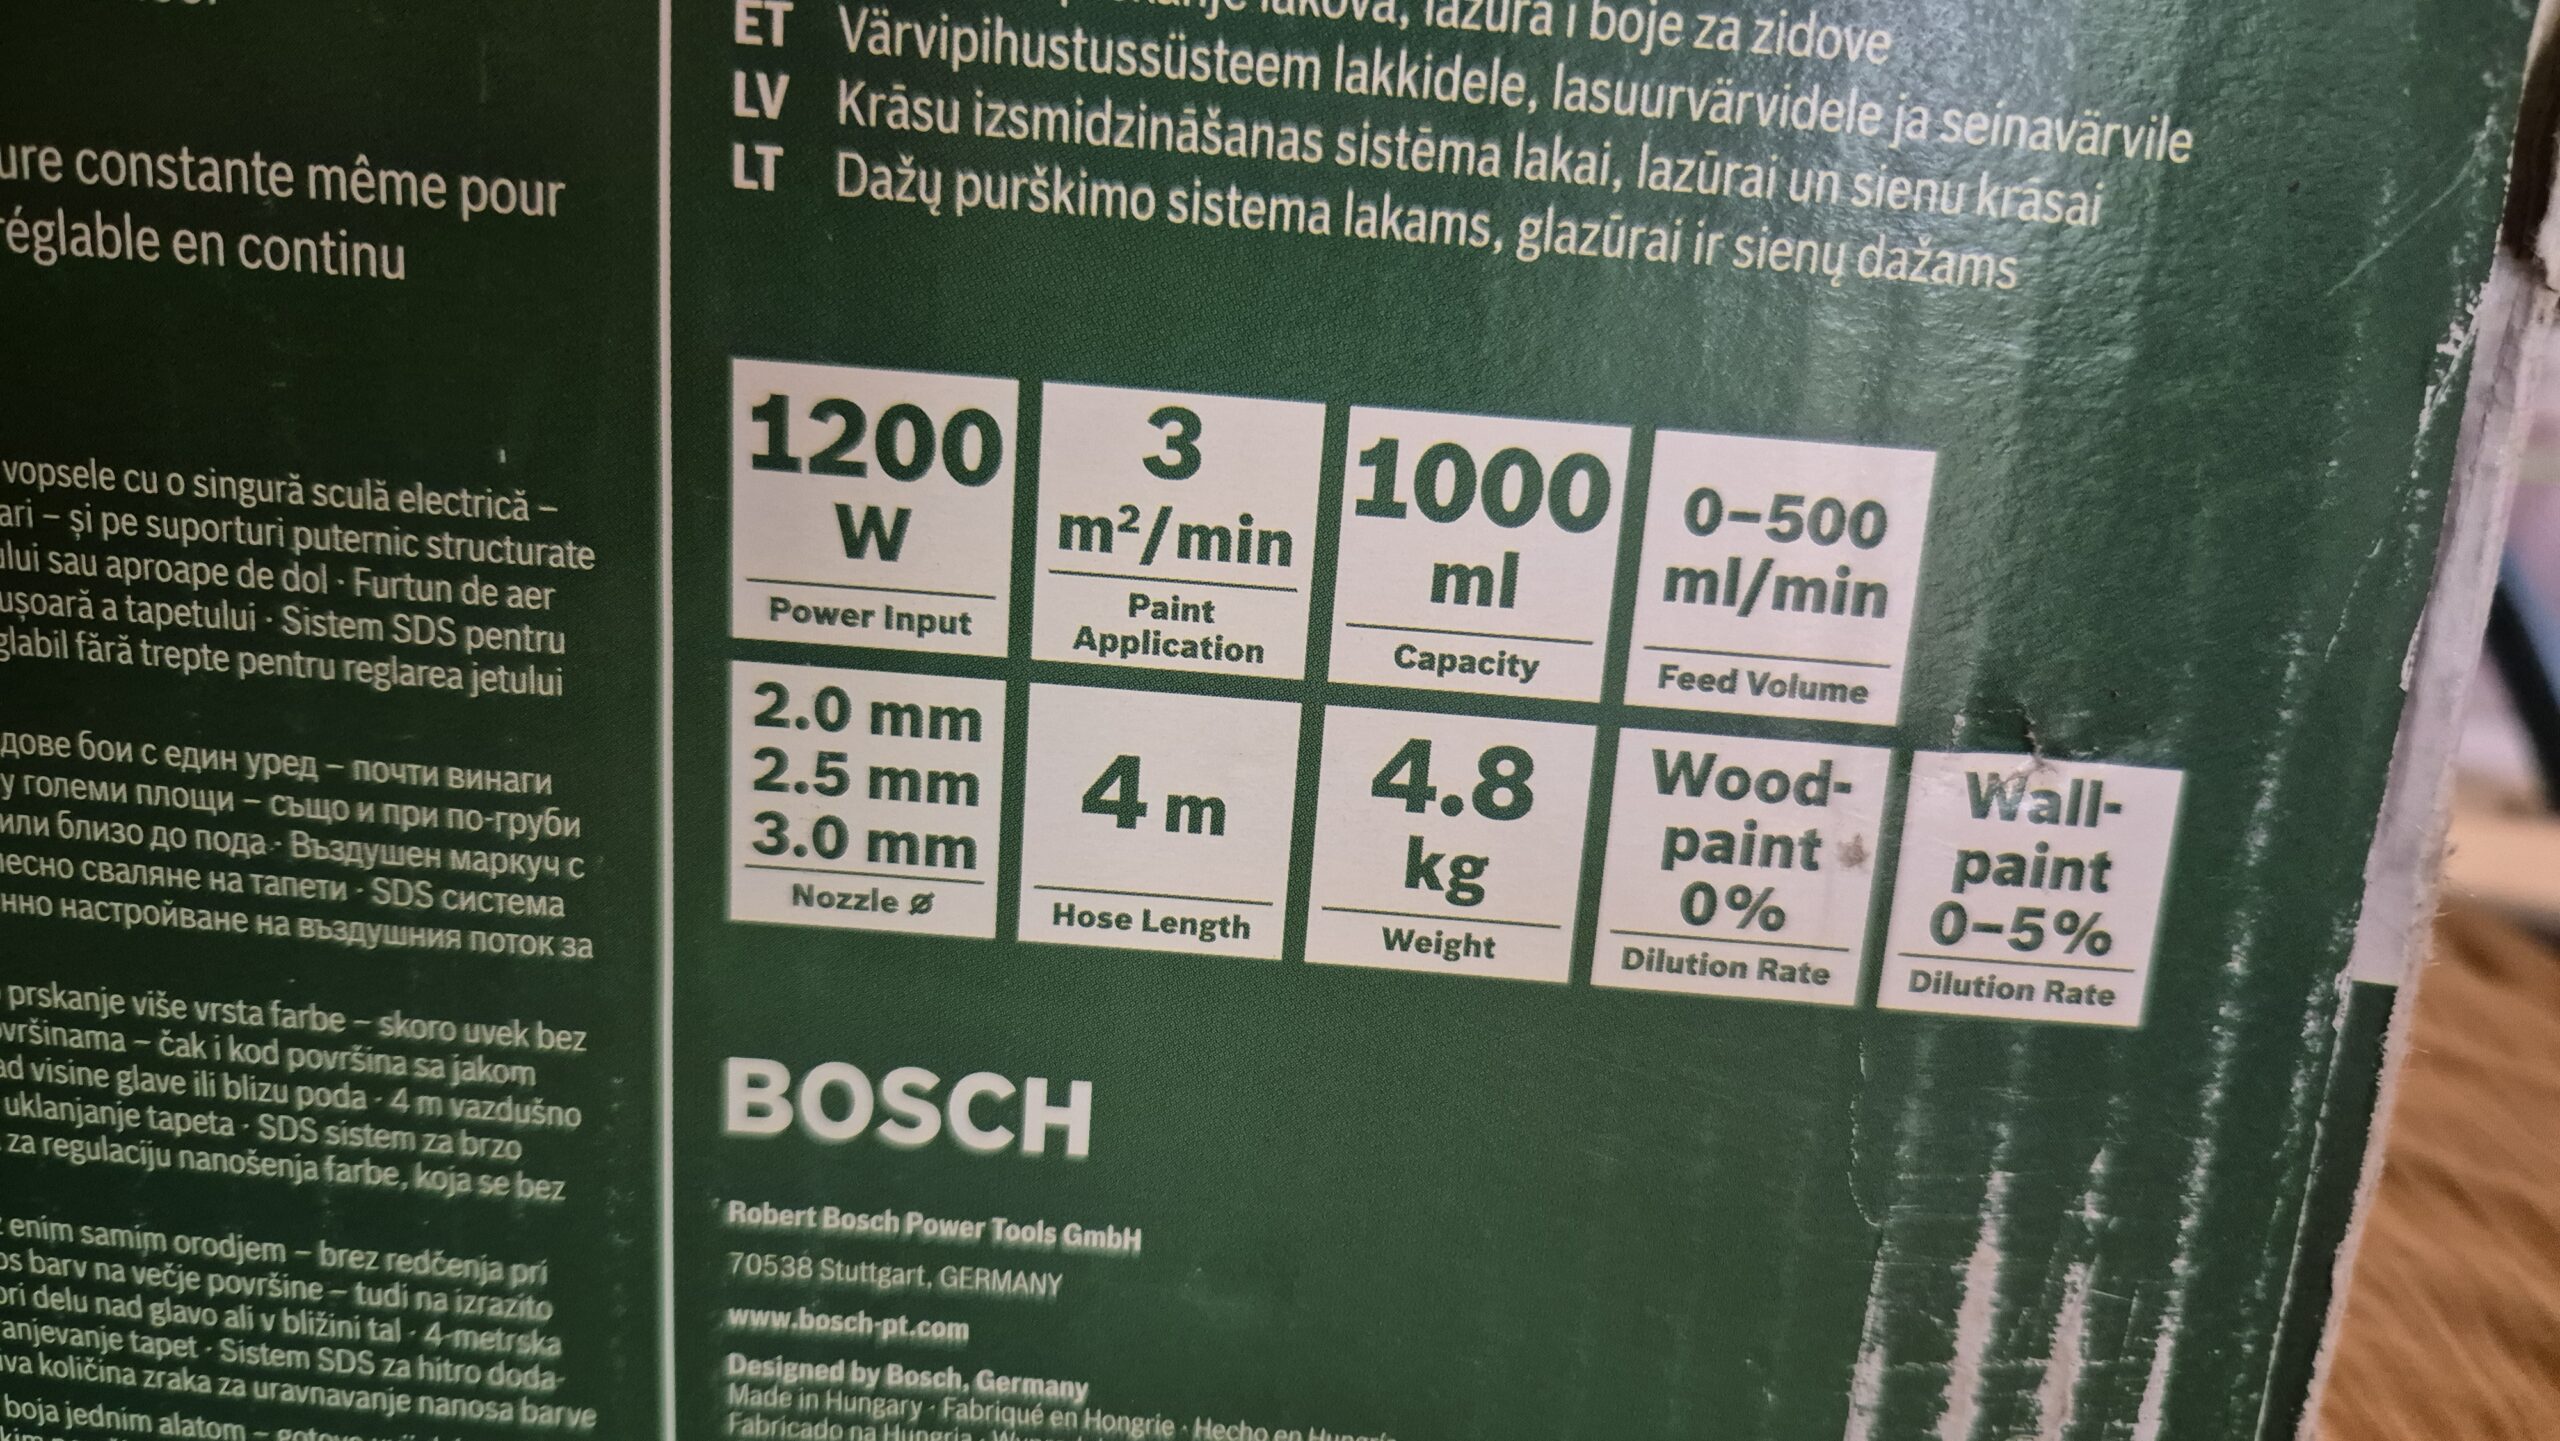 ure constante même pour
réglable en continu
vopsele cu o singură sculă electrică –
ari – și pe suporturi puternic structurate
ului sau aproape de dol · Furtun de aer
ușoară a tapetului · Sistem SDS pentru
glabil fără trepte pentru reglarea jetului
дове бои с един уред – почти винаги
у големи площи – също и при по-груби
или близо до пода · Въздушен маркуч с
лесно сваляне на тапети · SDS система
нно настройване на въздушния поток за
prskanje više vrsta farbe – skoro uvek bez
ovršinama – čak i kod površina sa jakom
ad visine glave ili blizu poda · 4 m vazdušno
uklanjanje tapeta · SDS sistem za brzo
za regulaciju nanošenja farbe, koja se bez
z enim samim orodjem – brez redčenja pri
os barv na večje površine – tudi na izrazito
pri delu nad glavo ali v bližini tal · 4-metrska
anjevanje tapet · Sistem SDS za hitro doda-
iva količina zraka za uravnavanje nanosa barve
boja jednim alatom –
lakova, lazura i boje za zidove
ET Värvipihustussüsteem lakkidele, lasuurvärvidele ja seinavärvile
LV Krāsu izsmidzināšanas sistēma lakai, lazūrai un sienu krāsai
LT Dažų purškimo sistema lakams, glazūrai ir sienų dažams
1200
W
Power Input
3
m²/min
Paint
Application
1000
ml
Capacity
0–500
ml/min
Feed Volume
2.0 mm
2.5 mm
3.0 mm
Nozzle Ø
4 m
Hose Length
4.8
kg
Weight
Wood-
paint
0%
Dilution Rate
Wall-
paint
0–5%
Dilution Rate
BOSCH
Robert Bosch Power Tools GmbH
70538 Stuttgart, GERMANY
www.bosch-pt.com
Designed by Bosch, Germany
Made in Hungary · Fabriqué en Hongrie · Hecho en Hungría
Fabricado na Hungria ·